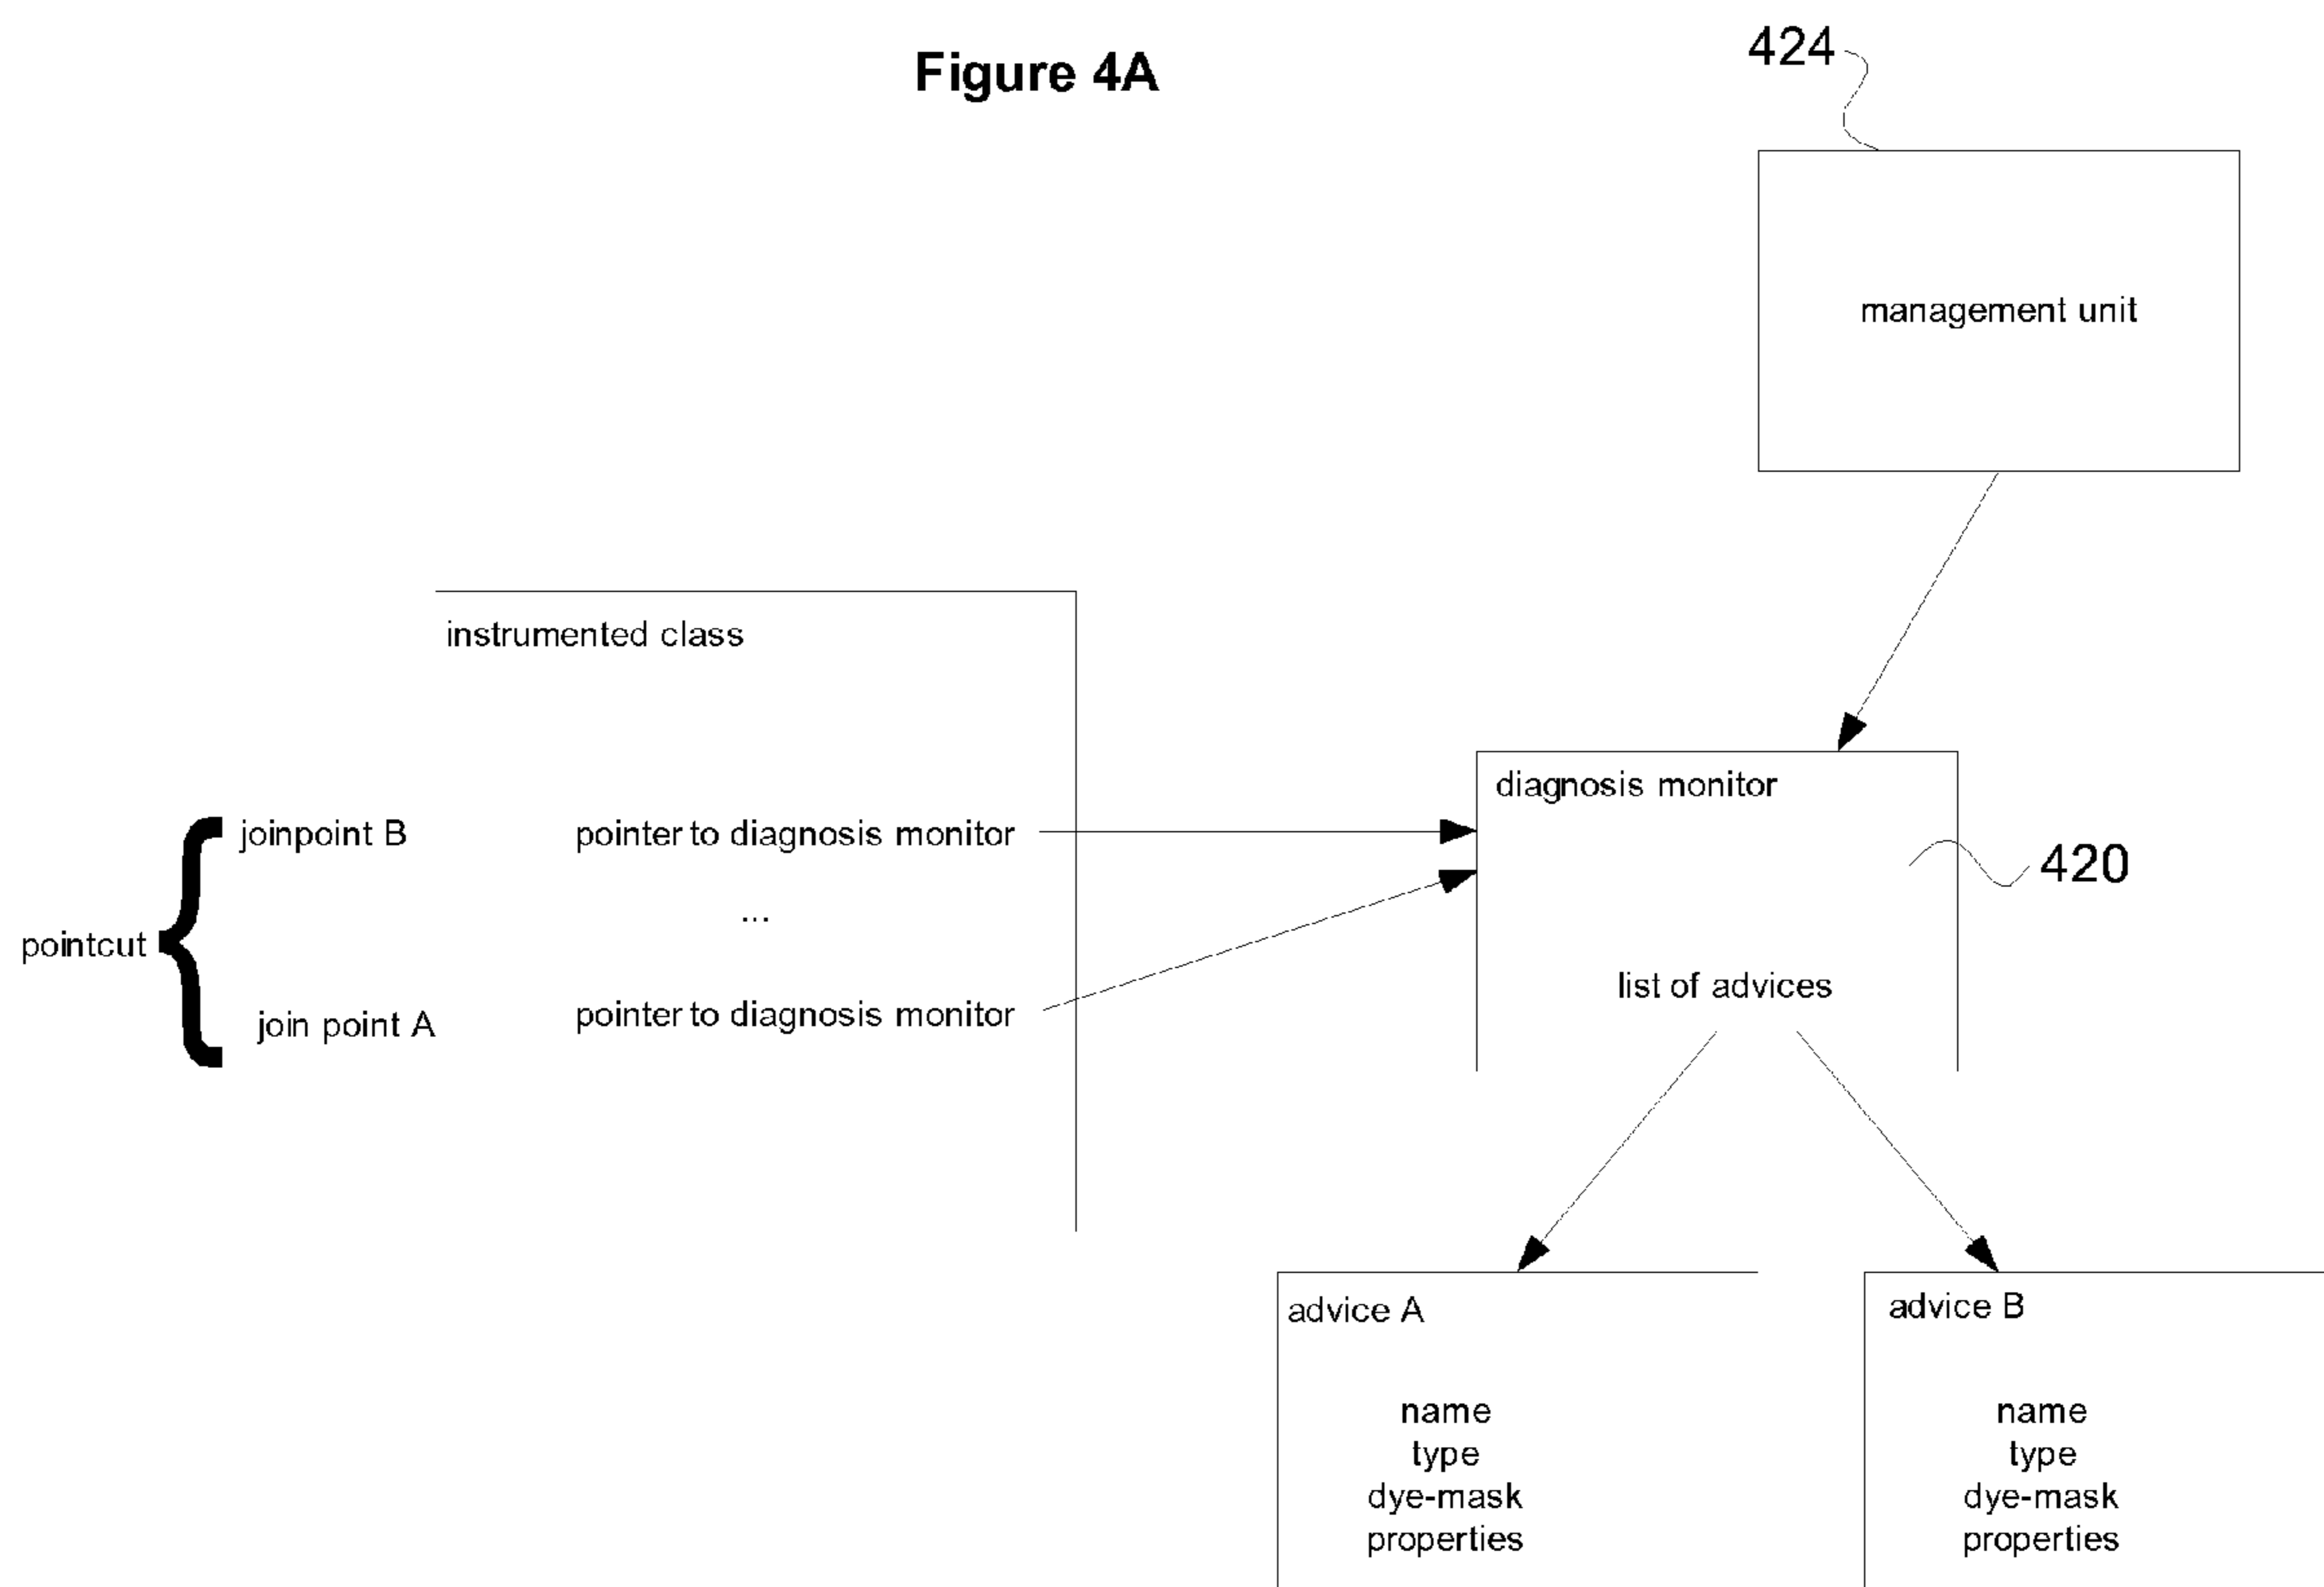 Figure 4A
424
management unit
instrumented class
diagnosis monitor
joinpoint B
pointer to diagnosis monitor
420
...
pointcut
list of advices
join point A
pointer to diagnosis monitor
advice A
name
type
dye-mask
properties
advice B
name
type
dye-mask
properties